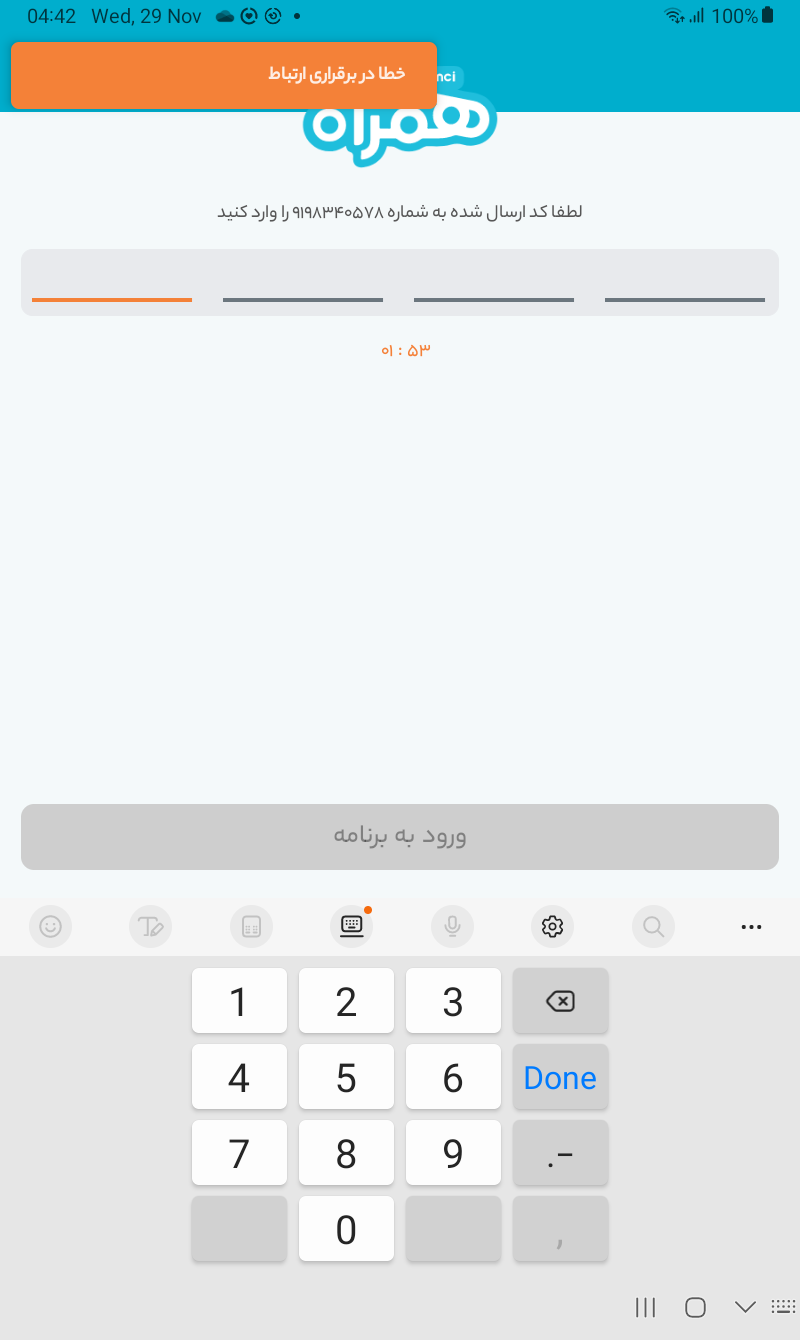 04:42 Wed, 29 Nov
100%
خطا در برقراری ارتباط
mci
همراه
لطفا کد ارسال شده به شماره ۹۱۹۸۳۴۰۵۷۸ را وارد کنید
۰۱ : ۵۳
ورود به برنامه
1 2 3
4 5 6 Done
7 8 9 .-
0 ,